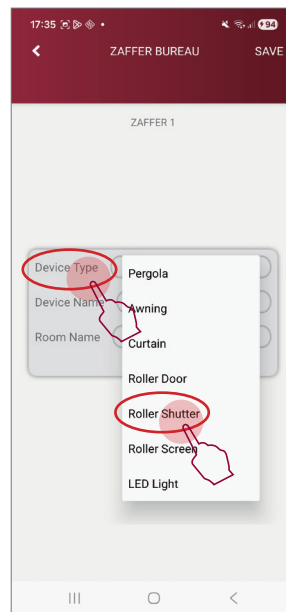 17:35 94
ZAFFER BUREAU SAVE
ZAFFER 1
Device Type
Device Name
Room Name
Pergola
Awning
Curtain
Roller Door
Roller Shutter
Roller Screen
LED Light